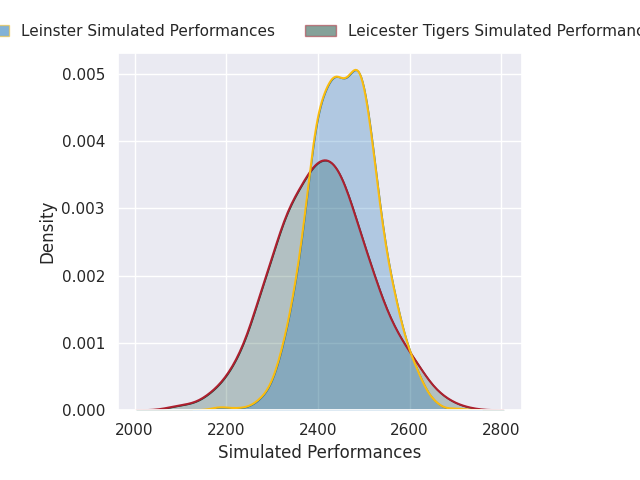 Leinster Simulated Performances
Leicester Tigers Simulated
0.005
0.004
0.003
0.002
0.001
0.000
Density
2000 2200 2400 2600 2800
Simulated Performances